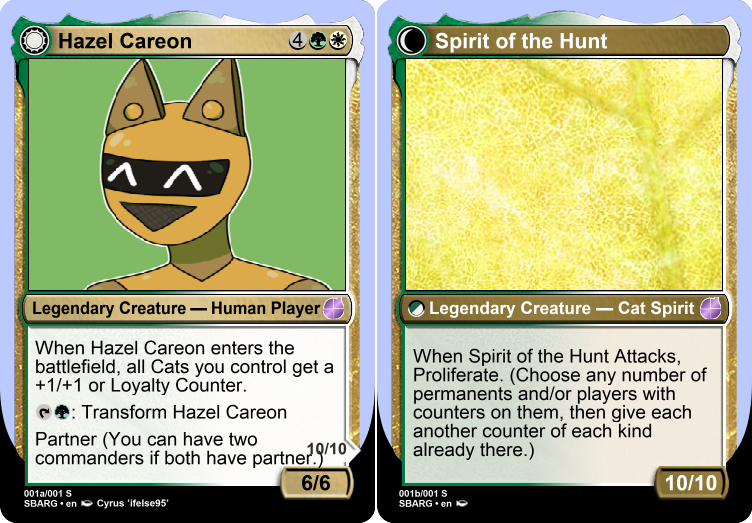 Hazel Careon
4
When Hazel Careon enters the
battlefield, all Cats you control get a
+1/+1 or Loyalty Counter.
: Transform Hazel Careon
Partner (You can have two
commanders if both have partner.)
10/10
Legendary Creature — Human Player
6/6
001a/001 S
SBARG • en Cyrus 'ifelse95'
Spirit of the Hunt
Legendary Creature — Cat Spirit
When Spirit of the Hunt Attacks,
Proliferate. (Choose any number of
permanents and/or players with
counters on them, then give each
another counter of each kind
already there.)
10/10
001b/001 S
SBARG • en